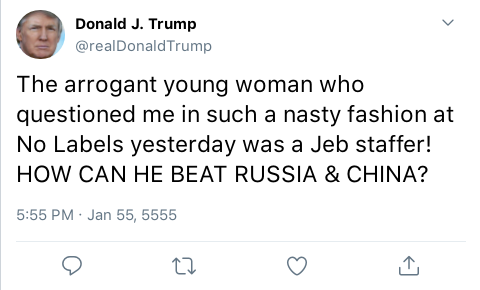 Donald J. Trump
@realDonaldTrump
The arrogant young woman who
questioned me in such a nasty fashion at
No Labels yesterday was a Jeb staffer!
HOW CAN HE BEAT RUSSIA & CHINA?
5:55 PM · Jan 55, 5555